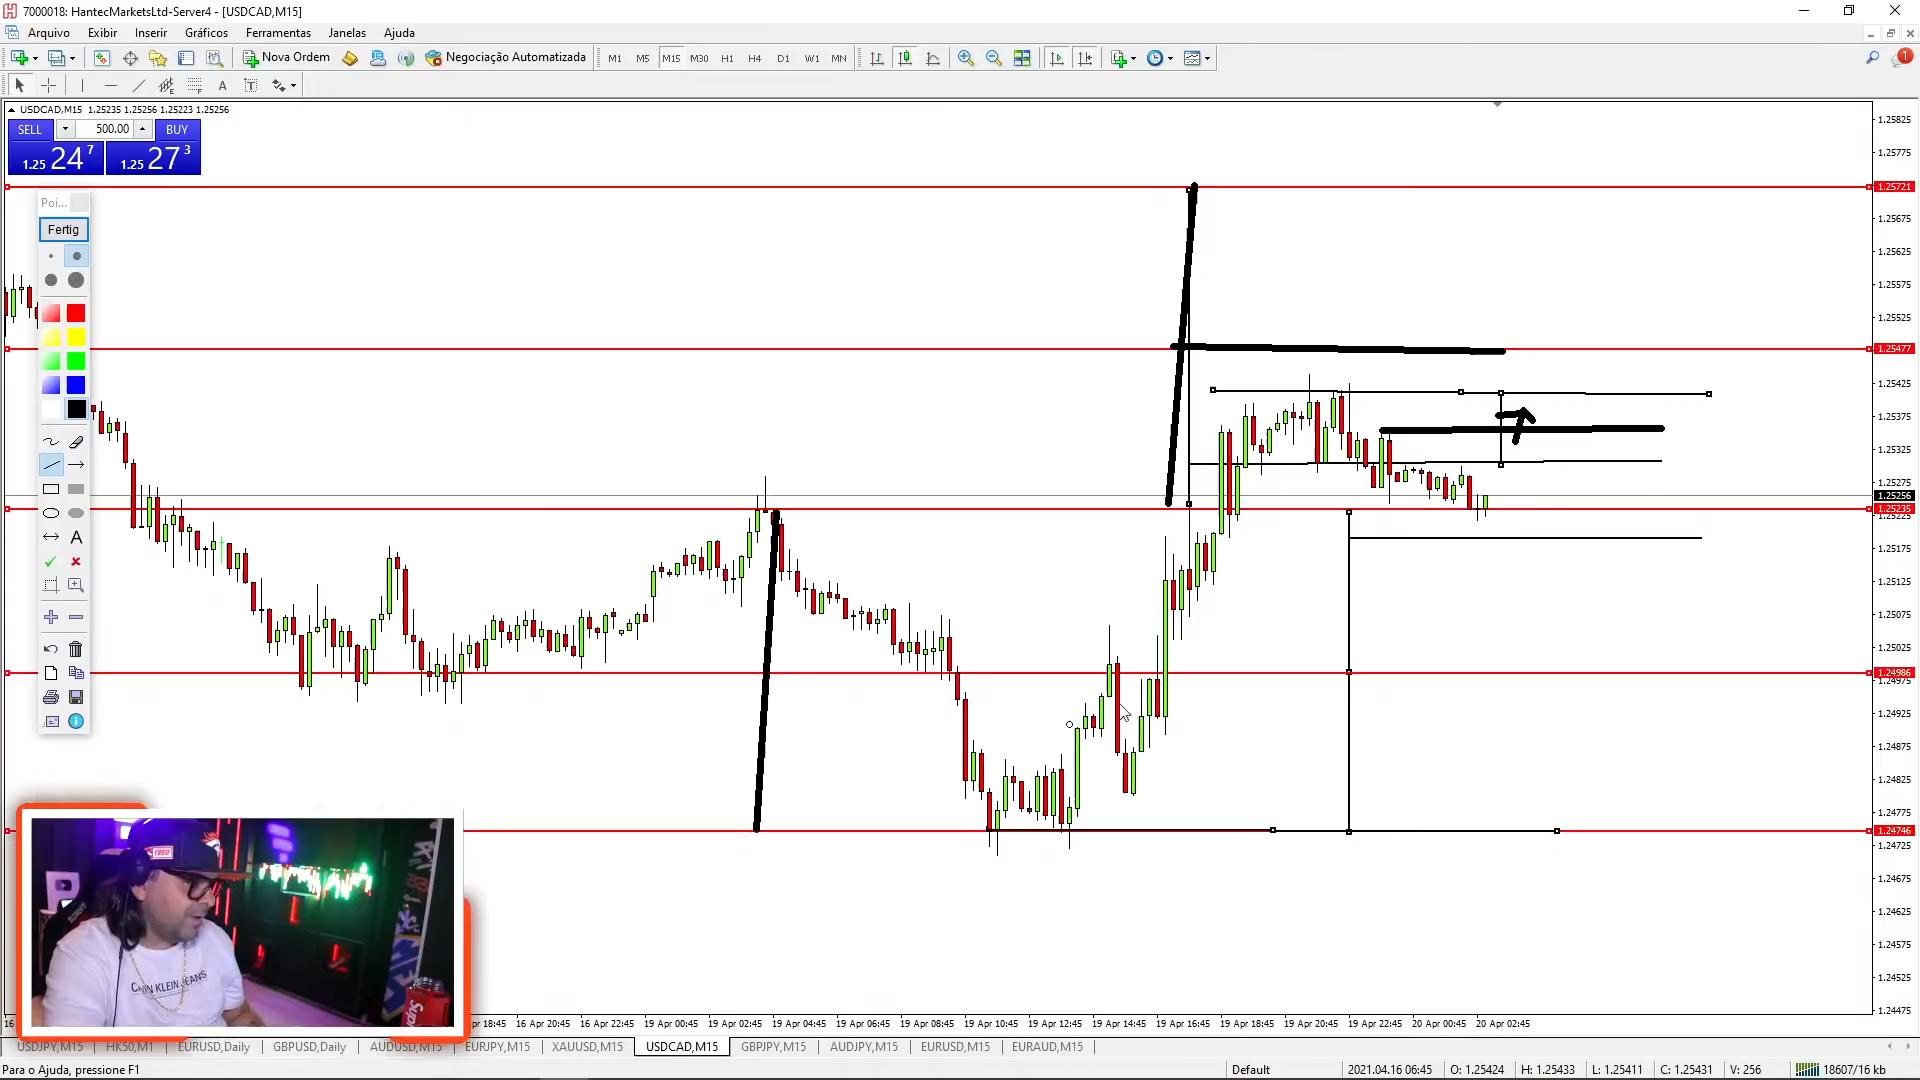 7000018: HantecMarketsLtd-Server4 - [USDCAD,M15]
Arquivo Exibir Inserir Gráficos Ferramentas Janelas Ajuda
Nova Ordem Negociação Automatizada M1 M5 M15 M30 H1 H4 D1 W1 MN 1
A T
USDCAD,M15 1.25235 1.25256 1.25223 1.25256
SELL 500.00 BUY
1.25 24 7 1.25 27 3
Poi...
Fertig
A
1.25825
1.25775
1.25721
1.25675
1.25625
1.25575
1.25525
1.25477
1.25425
1.25375
1.25325
1.25275
1.25256
1.25235
1.25225
1.25175
1.25125
1.25075
1.25025
1.24986
1.24975
1.24925
1.24875
1.24825
1.24746
1.24725
1.24675
1.24625
1.24575
1.24525
1.24475
CALVIN KLEIN JEANS
16 18:45 16 Apr 20:45 16 Apr 22:45 19 Apr 00:45 19 Apr 02:45 19 Apr 04:45 19 Apr 06:45 19 Apr 08:45 19 Apr 10:45 19 Apr 12:45 19 Apr 14:45 19 Apr 16:45 19 Apr 18:45 19 Apr 20:45 19 Apr 22:45 20 Apr 00:45 20 Apr 02:45
USDJPY,M15 HK50,M1 EURUSD,Daily GBPUSD,Daily AUDUSD,M15 EURJPY,M15 XAUUSD,M15 USDCAD,M15 GBPJPY,M15 AUDJPY,M15 EURUSD,M15 EURAUD,M15
Para o Ajuda, pressione F1 Default 2021.04.16 06:45 O: 1.25424 H: 1.25433 L: 1.25411 C: 1.25431 V: 256 18607/16 kb